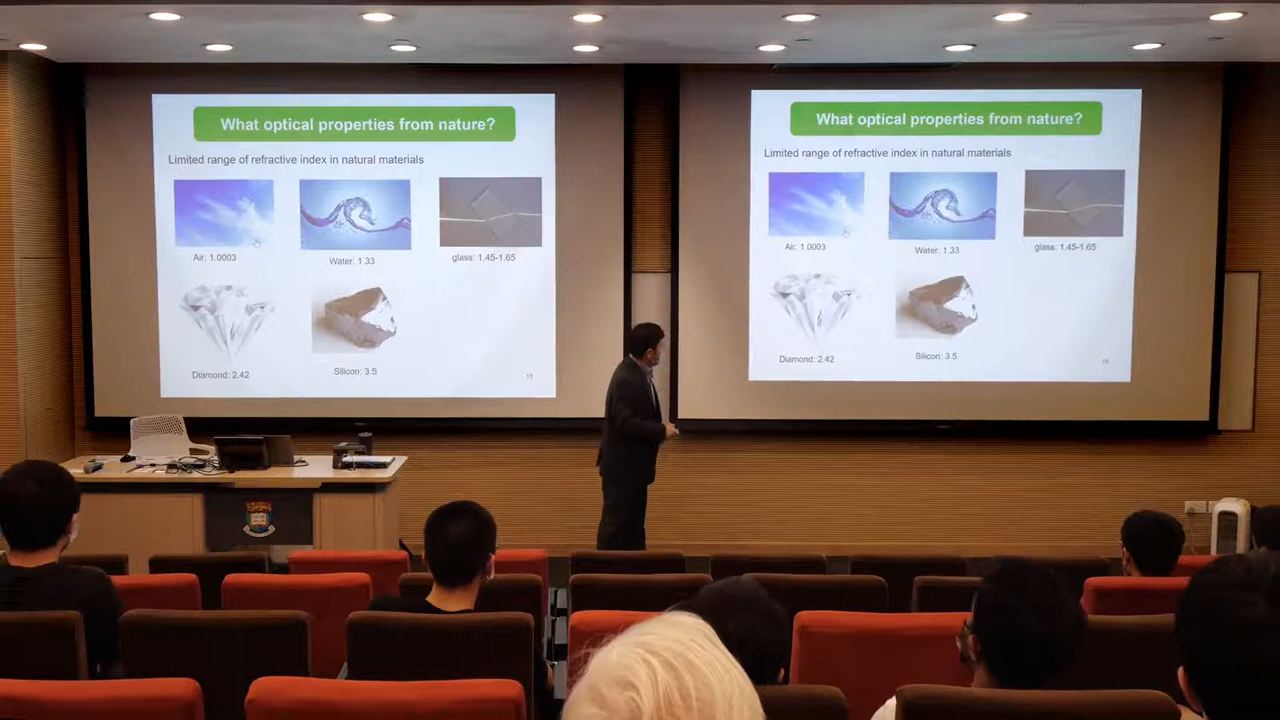 What optical properties from nature?
Limited range of refractive index in natural materials
Air: 1.0003
Water: 1.33
glass: 1.45-1.65
Diamond: 2.42
Silicon: 3.5
What optical properties from nature?
Limited range of refractive index in natural materials
Air: 1.0003
Water: 1.33
glass: 1.45-1.65
Diamond: 2.42
Silicon: 3.5